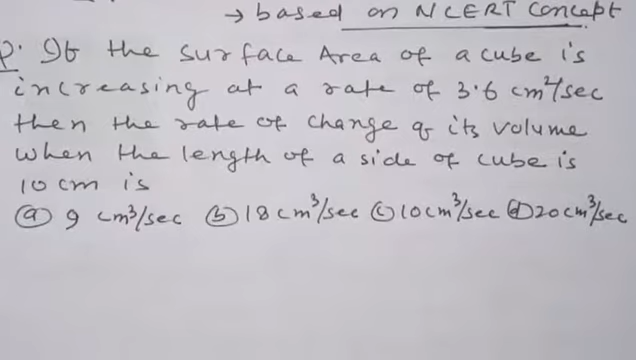 → based on NCERT Concept
Q. If the surface Area of a cube is
increasing at a rate of 3.6 cm²/sec
then the rate of change of its volume
when the length of a side of cube is
10 cm is
(a) 9 cm³/sec (b) 18 cm³/sec (c) 10 cm³/sec (d) 20 cm³/sec